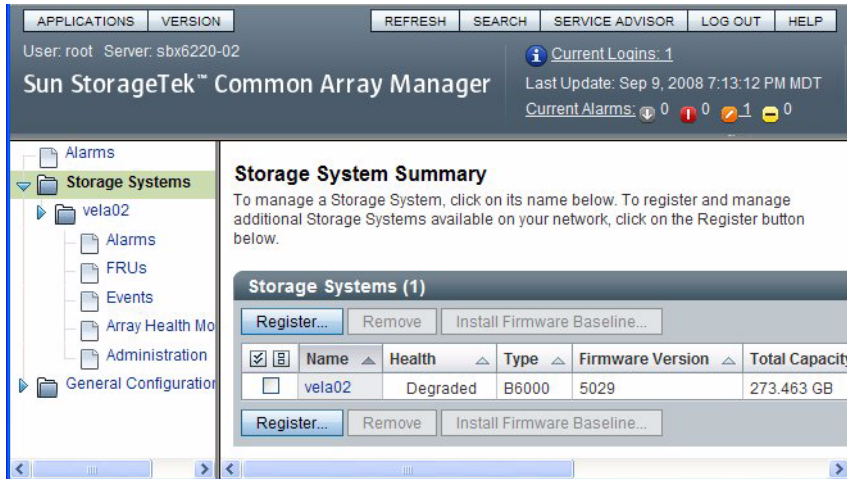 APPLICATIONS VERSION REFRESH SEARCH SERVICE ADVISOR LOG OUT HELP
User: root Server: sbx6220-02
Sun StorageTek™ Common Array Manager
Current Logins: 1
Last Update: Sep 9, 2008 7:13:12 PM MDT
Current Alarms: 0 0 1 0
Alarms
Storage Systems
vela02
Alarms
FRUs
Events
Array Health Mo
Administration
General Configuration
Storage System Summary
To manage a Storage System, click on its name below. To register and manage
additional Storage Systems available on your network, click on the Register button
below.
Storage Systems (1)
Register... Remove Install Firmware Baseline...
Name Health Type Firmware Version Total Capacity
vela02 Degraded B6000 5029 273.463 GB
Register... Remove Install Firmware Baseline...